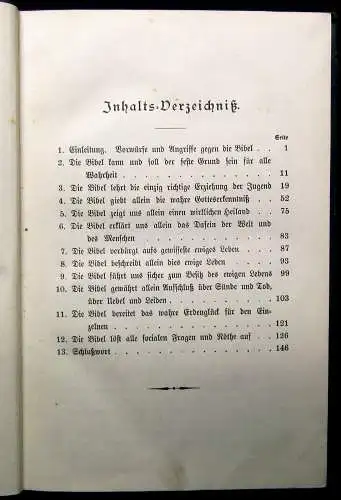 Inhalts-Verzeichniß.
Seite
1. Einleitung. Vorwürfe und Angriffe gegen die Bibel . . 1
2. Die Bibel kann und soll der feste Grund sein für alle
Wahrheit . . . . . . . . . . . 11
3. Die Bibel lehrt die einzig richtige Erziehung der Jugend 19
4. Die Bibel giebt allein die wahre Gotteserkenntniß . . 52
5. Die Bibel zeigt uns allein einen wirklichen Heiland . 75
6. Die Bibel erklärt uns allein das Dasein der Welt und
des Menschen . . . . . . . . . . 83
7. Die Bibel verbürgt aufs gewisseste ewiges Leben . . 87
8. Die Bibel beschreibt allein dies ewige Leben . . . 93
9. Die Bibel führt uns sicher zum Besitz des ewigen Lebens 99
10. Die Bibel gewährt allein Aufschluß über Sünde und Tod,
über Uebel und Leiden . . . . . . . . 103
11. Die Bibel bereitet das wahre Erdenglück für den Ein-
zelnen . . . . . . . . . . . . 121
12. Die Bibel löst alle socialen Fragen und Nöthe auf . . 126
13. Schlußwort . . . . . . . . . . . 146